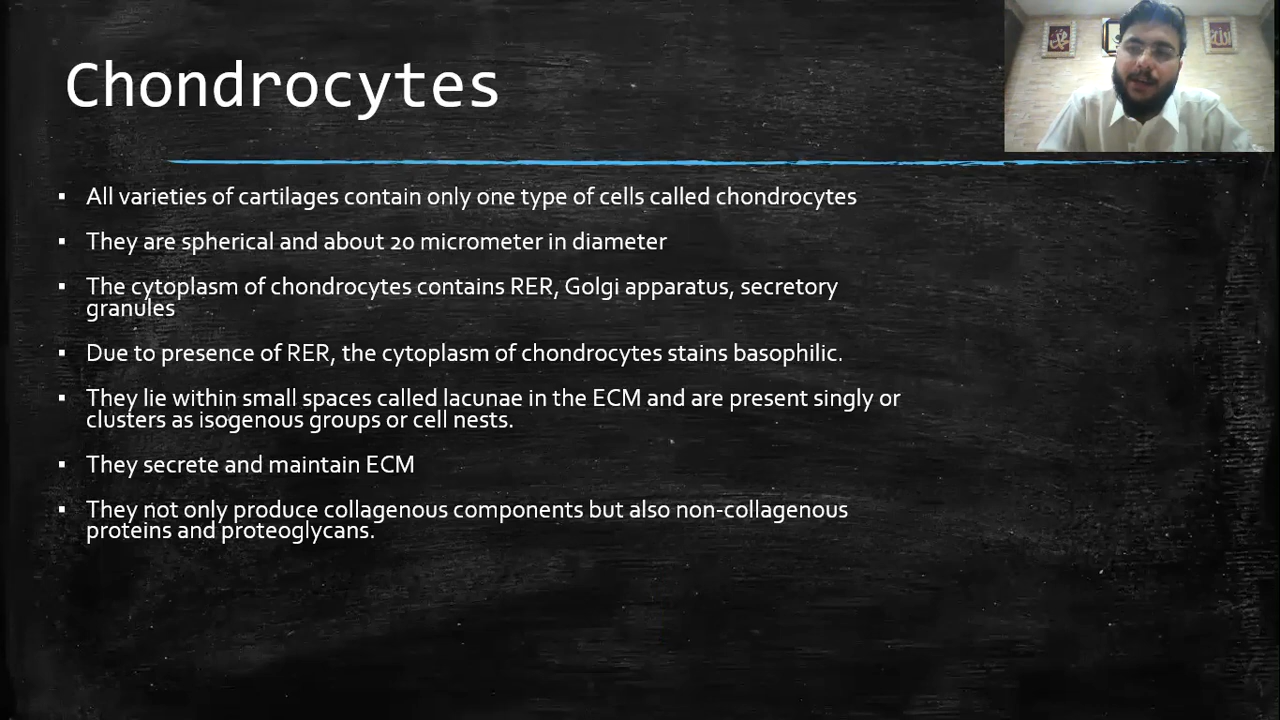 Chondrocytes
▪ All varieties of cartilages contain only one type of cells called chondrocytes
▪ They are spherical and about 20 micrometer in diameter
▪ The cytoplasm of chondrocytes contains RER, Golgi apparatus, secretory
granules
▪ Due to presence of RER, the cytoplasm of chondrocytes stains basophilic.
▪ They lie within small spaces called lacunae in the ECM and are present singly or
clusters as isogenous groups or cell nests.
▪ They secrete and maintain ECM
▪ They not only produce collagenous components but also non-collagenous
proteins and proteoglycans.